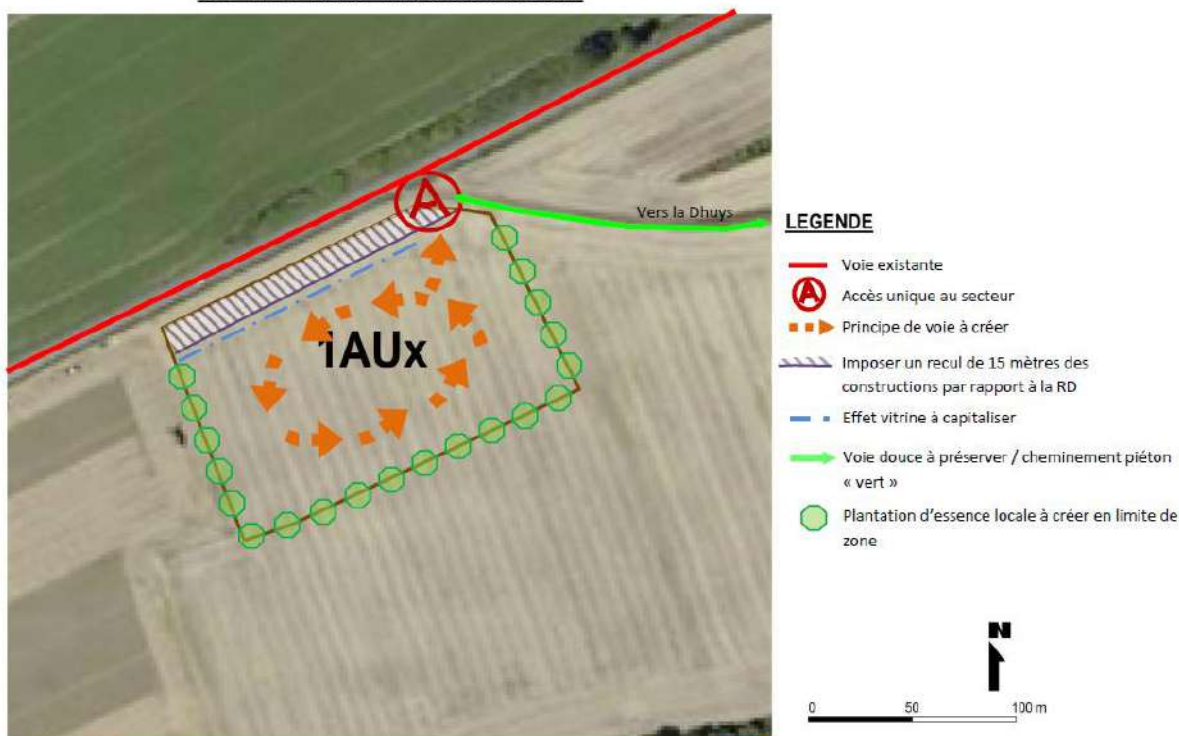 A
Vers la Dhuys
1AUx
LEGENDE
Voie existante
A
Accès unique au secteur
Principe de voie à créer
Imposer un recul de 15 mètres des
constructions par rapport à la RD
Effet vitrine à capitaliser
Voie douce à préserver / cheminement piéton
« vert »
Plantation d'essence locale à créer en limite de
zone
N
0 50 100 m